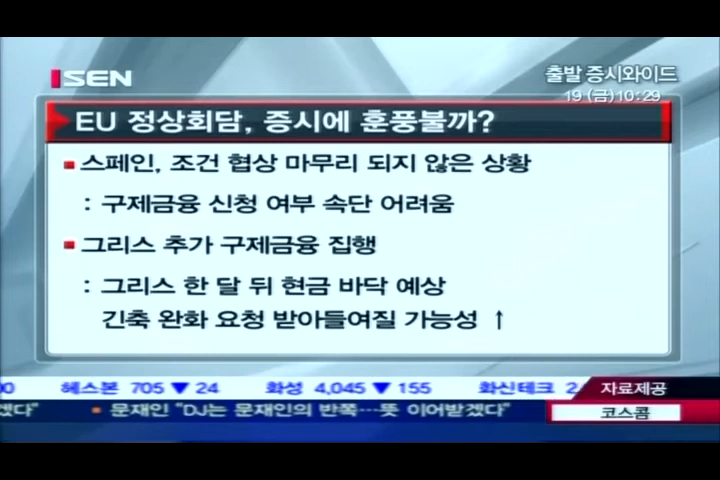 SEN
출발 증시와이드
19 (금) 10:29
EU 정상회담, 증시에 훈풍불까?
스페인, 조건 협상 마무리 되지 않은 상황
: 구제금융 신청 여부 속단 어려움
그리스 추가 구제금융 집행
: 그리스 한 달 뒤 현금 바닥 예상
긴축 완화 요청 받아들여질 가능성 ↑
헤스본 705 ▼ 24 화성 4,045 ▼ 155 화신테크
자료제공
겠다" • 문재인 "DJ는 문재인의 반쪽…뜻 이어받겠다"
코스콤